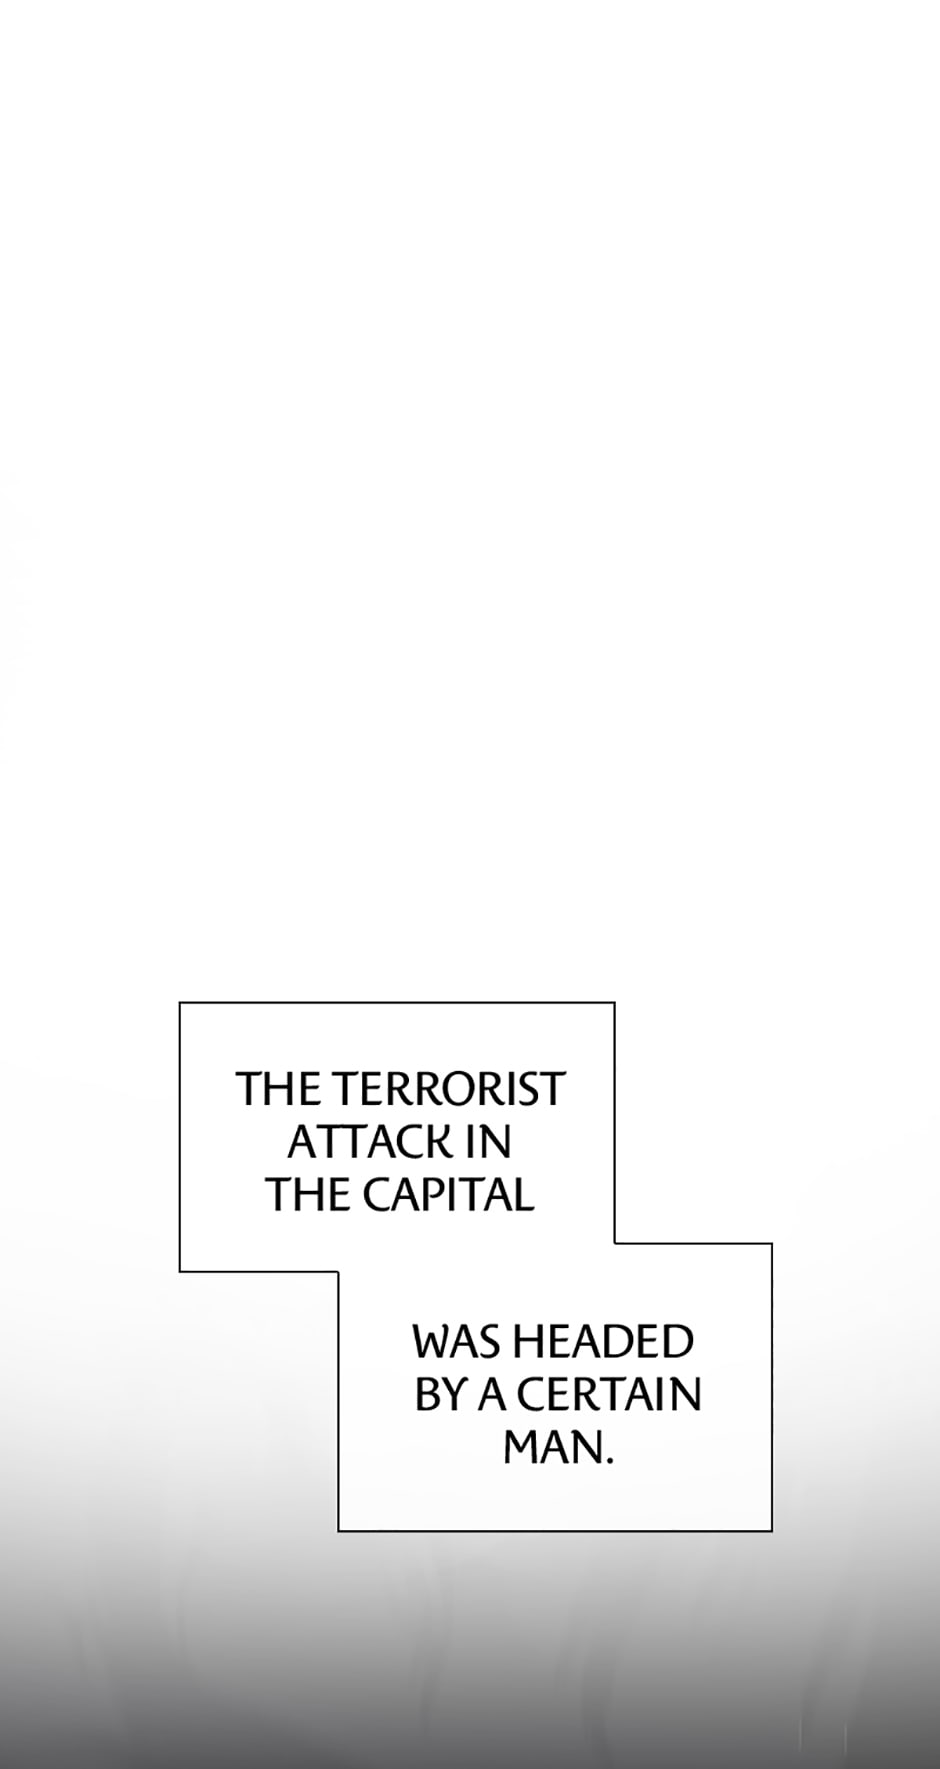 THE TERRORIST
ATTACK IN
THE CAPITAL
WAS HEADED
BY A CERTAIN
MAN.